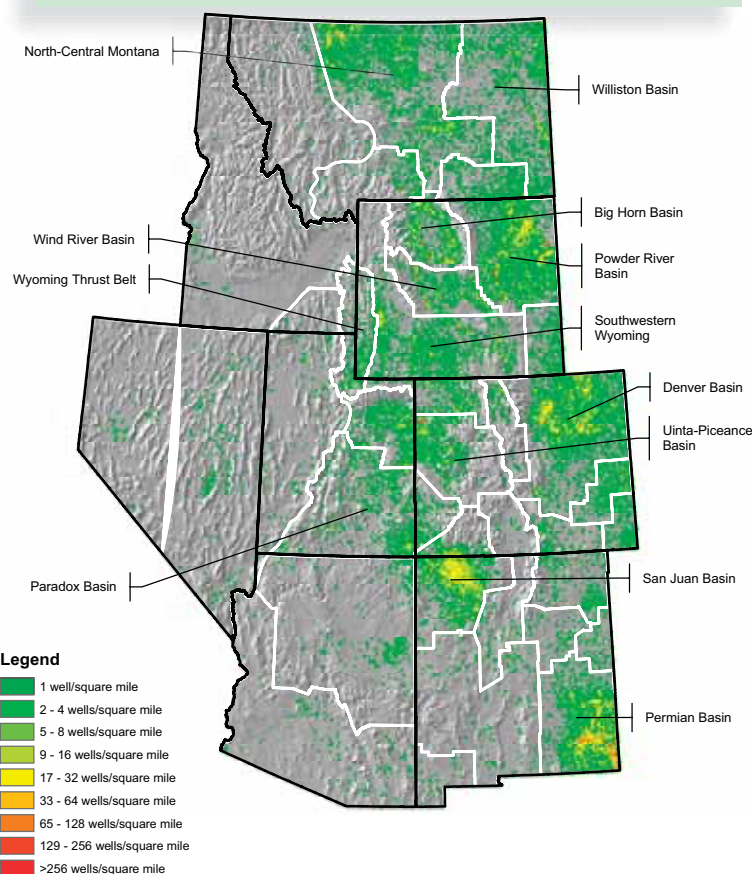 North-Central Montana
Williston Basin
Big Horn Basin
Wind River Basin
Powder River
Basin
Wyoming Thrust Belt
Southwestern
Wyoming
Denver Basin
Uinta-Piceance
Basin
Paradox Basin
San Juan Basin
Permian Basin
Legend
1 well/square mile
2 - 4 wells/square mile
5 - 8 wells/square mile
9 - 16 wells/square mile
17 - 32 wells/square mile
33 - 64 wells/square mile
65 - 128 wells/square mile
129 - 256 wells/square mile
>256 wells/square mile